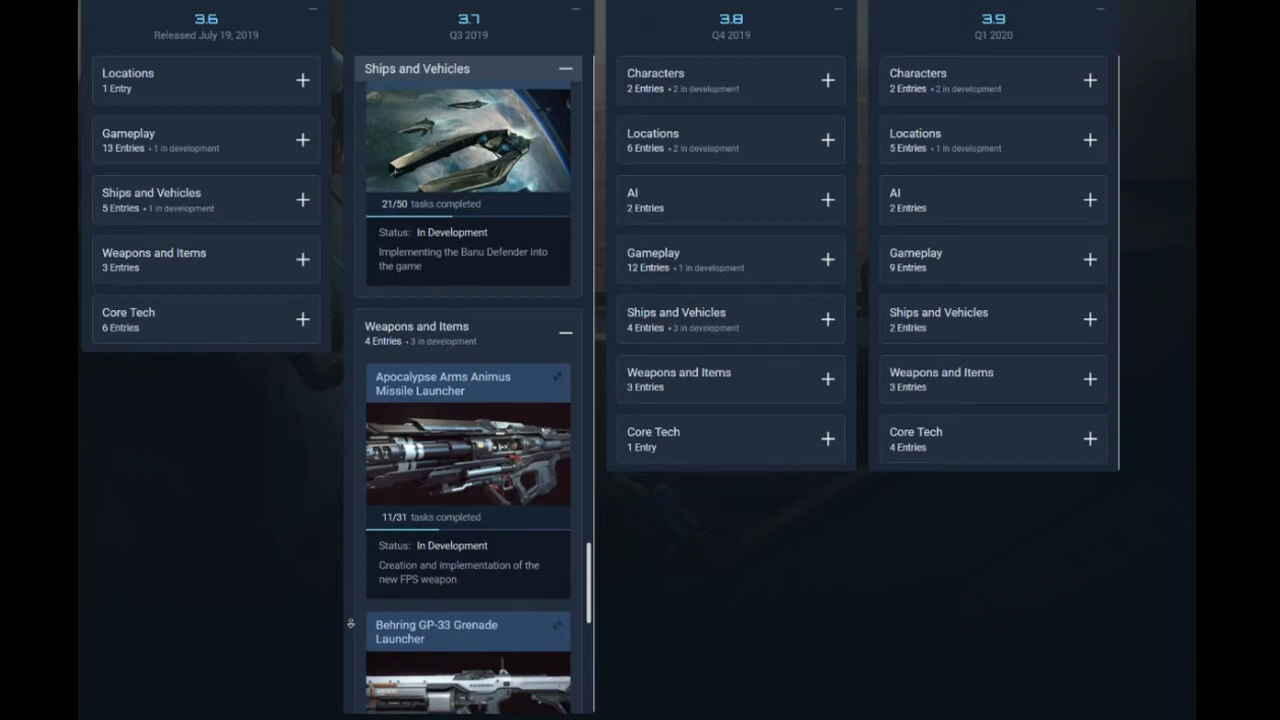 3.6
Released July 19, 2019
Locations
1 Entry
Gameplay
13 Entries • 1 in development
Ships and Vehicles
5 Entries • 1 in development
Weapons and Items
3 Entries
Core Tech
6 Entries
3.7
Q3 2019
Ships and Vehicles
21/50 tasks completed
Status: In Development
Implementing the Banu Defender into
the game
Weapons and Items
4 Entries • 3 in development
Apocalypse Arms Animus
Missile Launcher
11/31 tasks completed
Status: In Development
Creation and implementation of the
new FPS weapon
Behring GP-33 Grenade
Launcher
3.8
Q4 2019
Characters
2 Entries • 2 in development
Locations
6 Entries • 2 in development
AI
2 Entries
Gameplay
12 Entries • 1 in development
Ships and Vehicles
4 Entries • 3 in development
Weapons and Items
3 Entries
Core Tech
1 Entry
3.9
Q1 2020
Characters
2 Entries • 2 in development
Locations
5 Entries • 1 in development
AI
2 Entries
Gameplay
9 Entries
Ships and Vehicles
2 Entries
Weapons and Items
3 Entries
Core Tech
4 Entries